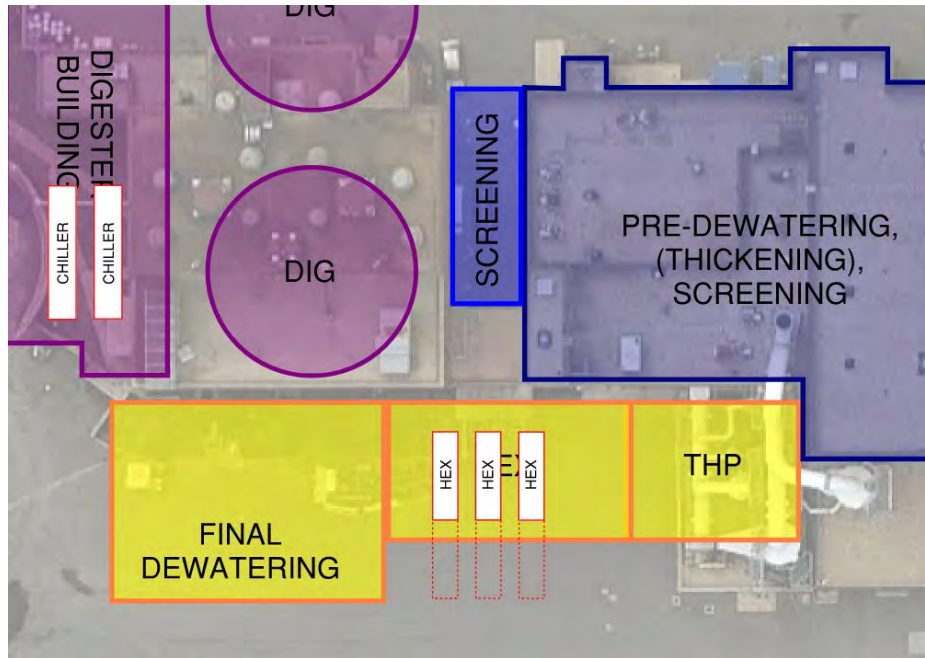 DIG
DIGESTER
BUILDING
CHILLER
CHILLER
DIG
SCREENING
PRE-DEWATERING,
(THICKENING),
SCREENING
HEX
HEX
HEX
THP
FINAL
DEWATERING